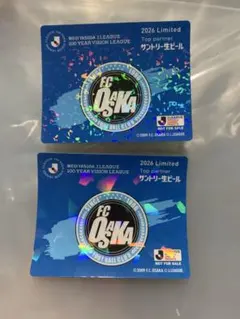 MEIJI YASUDA J.LEAGUE
100 YEAR VISION LEAGUE
2026 Limited
Top partner
サントリー生ビール
F.C.
OSAKA
NOT FOR SALE
MEIJI YASUDA J.LEAGUE
100 YEAR VISION LEAGUE
2026 Limited
Top partner
サントリー生ビール
F.C.
OSAKA
NOT FOR SALE